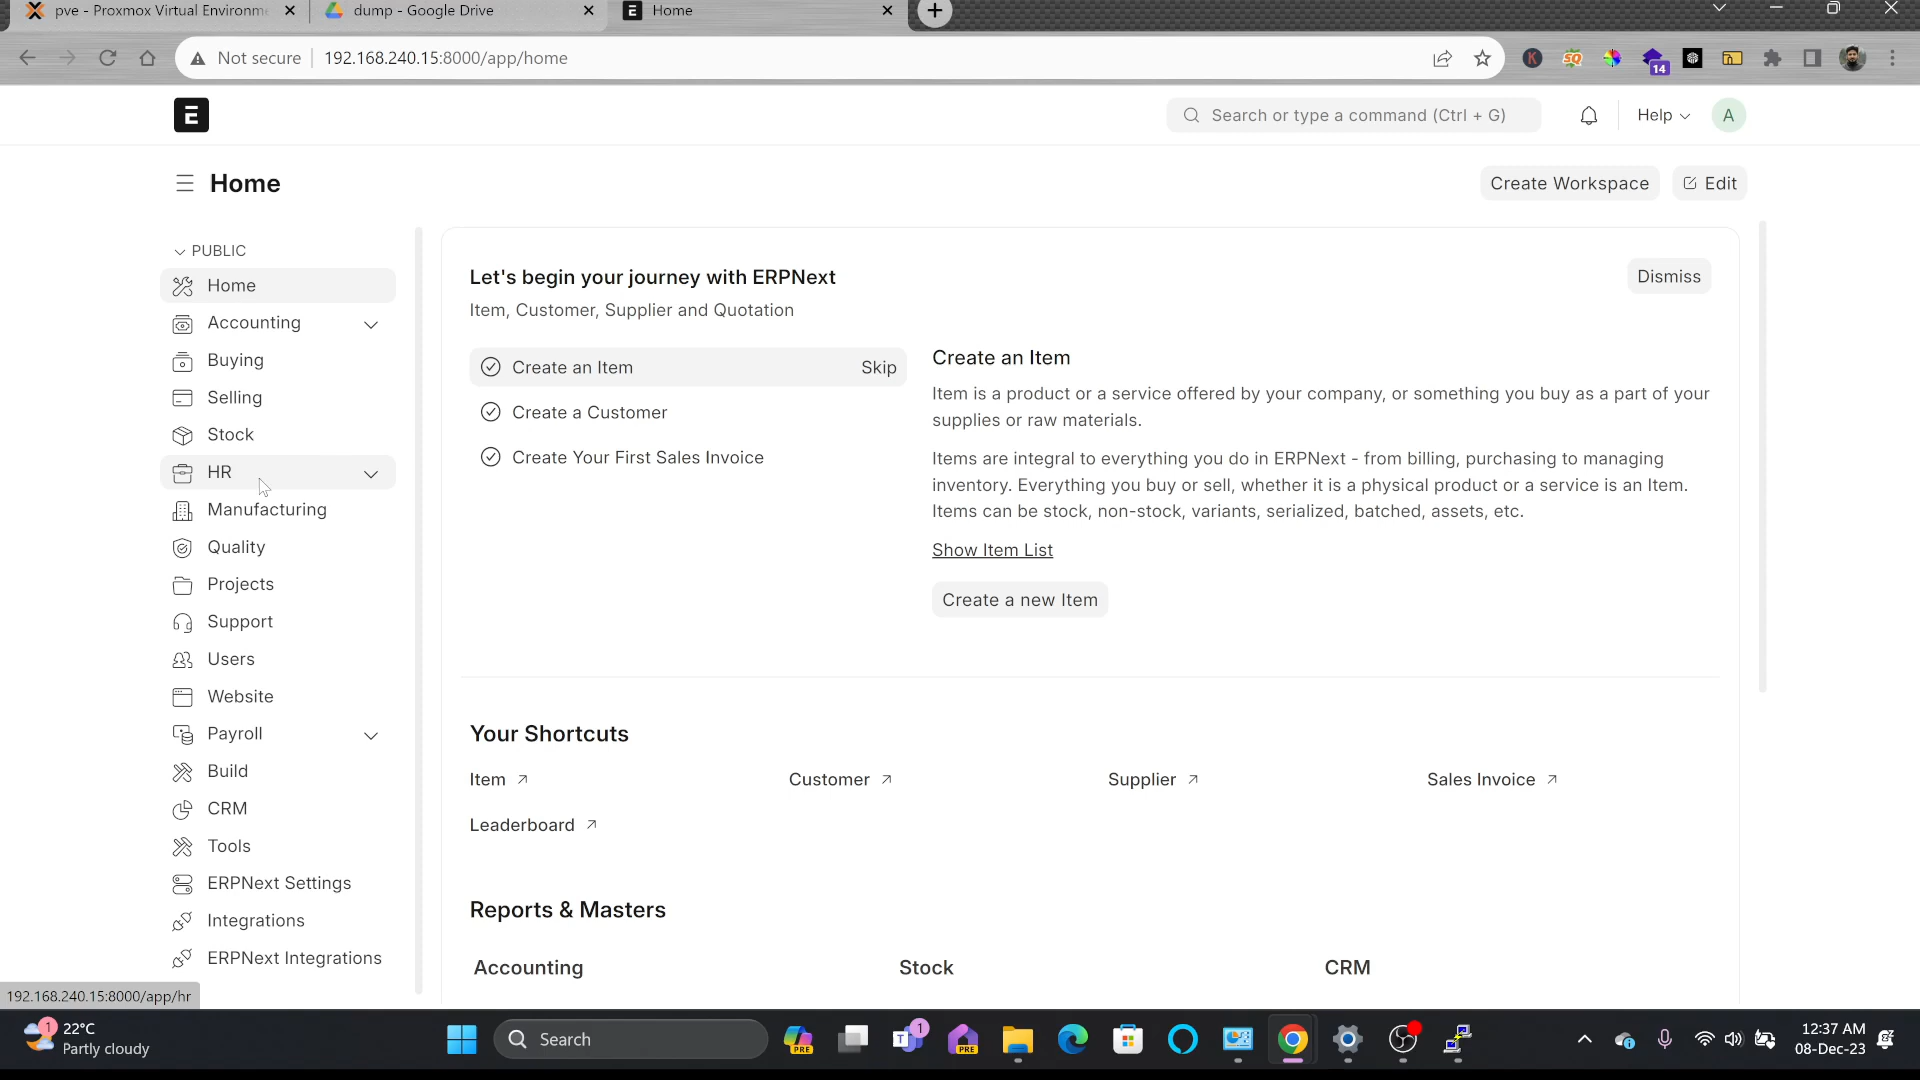 pve - Proxmox Virtual Environme
dump - Google Drive
E Home
Not secure
192.168.240.15:8000/app/home
K
SQ
14
E
Search or type a command (Ctrl + G)
Help
A
Home
Create Workspace
Edit
PUBLIC
Home
Accounting
Buying
Selling
Stock
HR
Manufacturing
Quality
Projects
Support
Users
Website
Payroll
Build
CRM
Tools
ERPNext Settings
Integrations
ERPNext Integrations
Let's begin your journey with ERPNext
Item, Customer, Supplier and Quotation
Dismiss
Create an Item
Skip
Create a Customer
Create Your First Sales Invoice
Create an Item
Item is a product or a service offered by your company, or something you buy as a part of your
supplies or raw materials.
Items are integral to everything you do in ERPNext - from billing, purchasing to managing
inventory. Everything you buy or sell, whether it is a physical product or a service is an Item.
Items can be stock, non-stock, variants, serialized, batched, assets, etc.
Show Item List
Create a new Item
Your Shortcuts
Item
Customer
Supplier
Sales Invoice
Leaderboard
Reports & Masters
Accounting
Stock
CRM
192.168.240.15:8000/app/hr
1
22°C
Partly cloudy
Search
PRE
T
1
PRE
12:37 AM
08-Dec-23